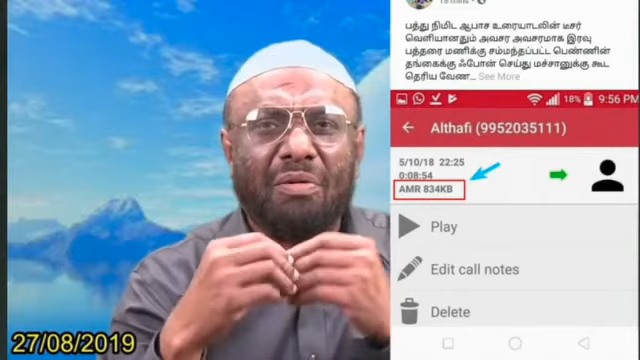 பத்து நிமிட ஆபாச உரையாடலின் டீசர்
வெளியானதும் அவசர அவசரமாக இரவு
பத்தரை மணிக்கு சம்மந்தப்பட்ட பெண்ணின்
தங்கைக்கு ஃபோன் செய்து மச்சானுக்கு கூட
தெரிய வேண... See More
18% 9:56 PM
Althafi (9952035111)
5/10/18 22:25
0:08:54
AMR 834KB
Play
Edit call notes
Delete
27/08/2019